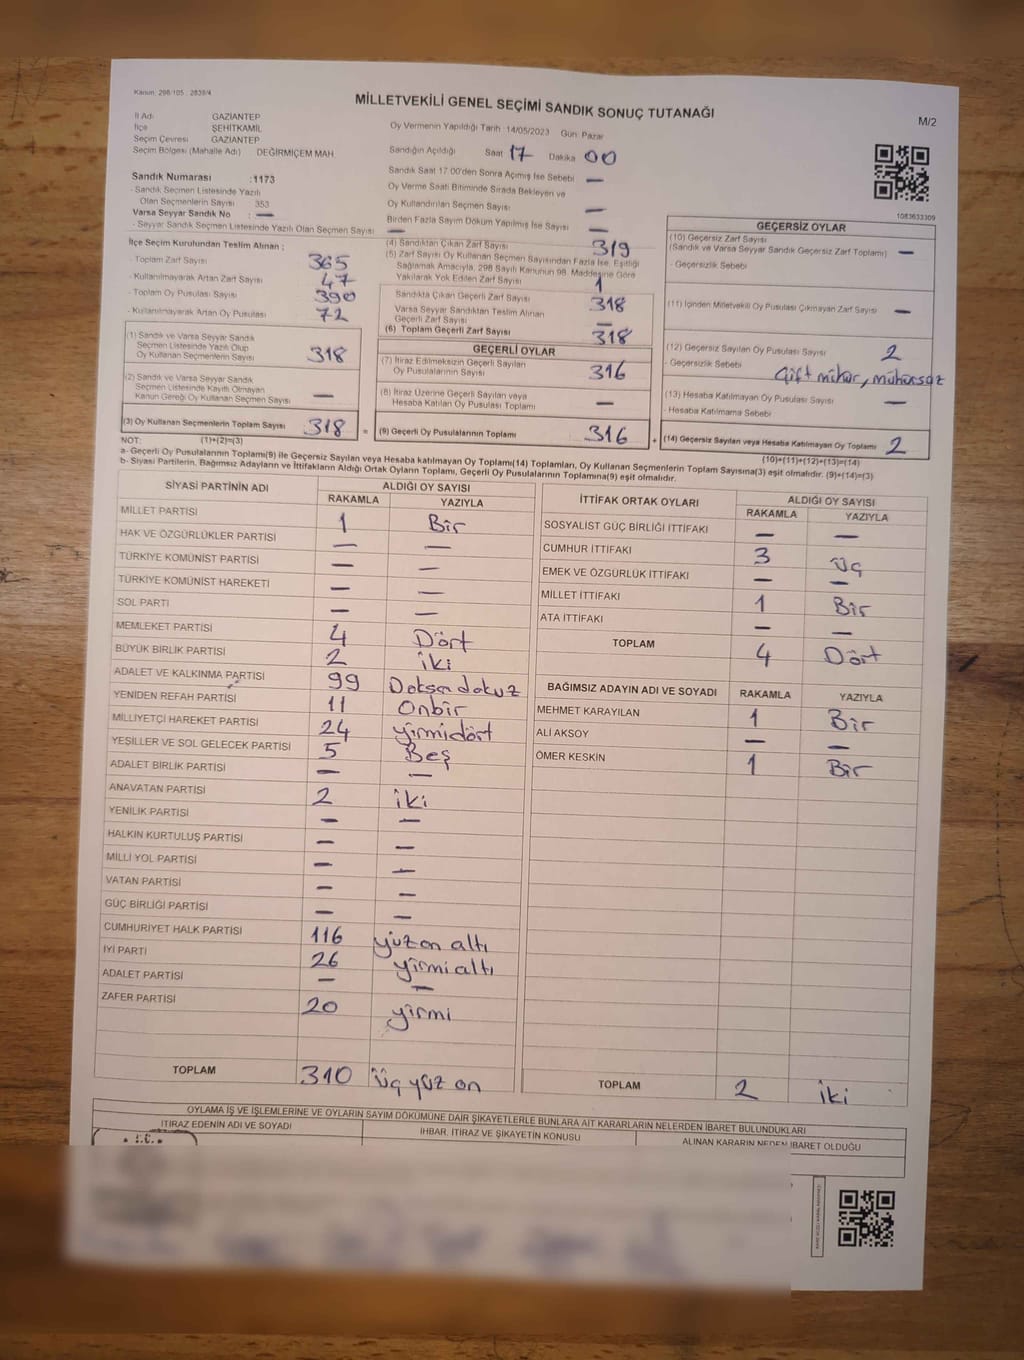 Kanun: 298/105 : 2839/4
MİLLETVEKİLİ GENEL SEÇİMİ SANDIK SONUÇ TUTANAĞI
M/2
İl Adı GAZİANTEP
İlçe ŞEHİTKAMİL
Seçim Çevresi GAZİANTEP
Seçim Bölgesi (Mahalle Adı) DEĞİRMİÇEM MAH.
Oy Vermenin Yapıldığı Tarih :14/05/2023 Gün: Pazar
Sandığın Açıldığı Saat 17 Dakika 00
Sandık Saat 17.00'den Sonra Açılmış İse Sebebi —
Oy Verme Saati Bitiminde Sırada Bekleyen ve
Oy Kullandırılan Seçmen Sayısı —
Birden Fazla Sayım Döküm Yapılmış İse Sayısı —
1083633309
Sandık Numarası :1173
- Sandık Seçmen Listesinde Yazılı
Olan Seçmenlerin Sayısı 353
Varsa Seyyar Sandık No : —
- Seyyar Sandık Seçmen Listesinde Yazılı Olan Seçmen Sayısı —
İlçe Seçim Kurulundan Teslim Alınan ;
- Toplam Zarf Sayısı 365
- Kullanılmayarak Artan Zarf Sayısı 47
- Toplam Oy Pusulası Sayısı 390
- Kullanılmayarak Artan Oy Pusulası 72
(1) Sandık ve Varsa Seyyar Sandık
Seçmen Listesinde Yazılı Olup
Oy Kullanan Seçmenlerin Sayısı 318
(2) Sandık ve Varsa Seyyar Sandık
Seçmen Listesinde Kayıtlı Olmayan
Kanun Gereği Oy Kullanan Seçmen Sayısı —
(3) Oy Kullanan Seçmenlerin Toplam Sayısı 318
(4) Sandıktan Çıkan Zarf Sayısı 319
(5) Zarf Sayısı Oy Kullanan Seçmen Sayısından Fazla İse, Eşitliği
Sağlamak Amacıyla, 298 Sayılı Kanunun 98. Maddesine Göre
Yakılarak Yok Edilen Zarf Sayısı 1
Sandıkta Çıkan Geçerli Zarf Sayısı 318
Varsa Seyyar Sandıktan Teslim Alınan
Geçerli Zarf Sayısı —
(6) Toplam Geçerli Zarf Sayısı 318
GEÇERLİ OYLAR
(7) İtiraz Edilmeksizin Geçerli Sayılan
Oy Pusulalarının Sayısı 316
(8) İtiraz Üzerine Geçerli Sayılan veya
Hesaba Katılan Oy Pusulası Toplamı —
= (9) Geçerli Oy Pusulalarının Toplamı 316
GEÇERSİZ OYLAR
(10) Geçersiz Zarf Sayısı
(Sandık ve Varsa Seyyar Sandık Geçersiz Zarf Toplamı) —
- Geçersizlik Sebebi
(11) İçinden Milletvekili Oy Pusulası Çıkmayan Zarf Sayısı —
(12) Geçersiz Sayılan Oy Pusulası Sayısı 2
- Geçersizlik Sebebi Çift mühür, mühürsüz
(13) Hesaba Katılmayan Oy Pusulası Sayısı —
- Hesaba Katılmama Sebebi
+ (14) Geçersiz Sayılan veya Hesaba Katılmayan Oy Toplamı 2
NOT: (1)+(2)=(3)
(10)+(11)+(12)+(13)=(14)
a- Geçerli Oy Pusulalarının Toplamı(9) ile Geçersiz Sayılan veya Hesaba katılmayan Oy Toplamı(14) Toplamları, Oy Kullanan Seçmenlerin Toplam Sayısına(3) eşit olmalıdır. (9)+(14)=(3)
b- Siyasi Partilerin, Bağımsız Adayların ve İttifakların Aldığı Ortak Oyların Toplamı, Geçerli Oy Pusulalarının Toplamına(9) eşit olmalıdır.
SİYASİ PARTİNİN ADI ALDIĞI OY SAYISI
RAKAMLA YAZIYLA
MİLLET PARTİSİ 1 Bir
HAK VE ÖZGÜRLÜKLER PARTİSİ — —
TÜRKİYE KOMÜNİST PARTİSİ — —
TÜRKİYE KOMÜNİST HAREKETİ — —
SOL PARTİ — —
MEMLEKET PARTİSİ 4 Dört
BÜYÜK BİRLİK PARTİSİ 2 iki
ADALET VE KALKINMA PARTİSİ 99 Doksandokuz
YENİDEN REFAH PARTİSİ 11 Onbir
MİLLİYETÇİ HAREKET PARTİSİ 24 yirmidört
YEŞİLLER VE SOL GELECEK PARTİSİ 5 Beş
ADALET BİRLİK PARTİSİ — —
ANAVATAN PARTİSİ 2 iki
YENİLİK PARTİSİ — —
HALKIN KURTULUŞ PARTİSİ — —
MİLLİ YOL PARTİSİ — —
VATAN PARTİSİ — —
GÜÇ BİRLİĞİ PARTİSİ — —
CUMHURİYET HALK PARTİSİ 116 yüz on altı
İYİ PARTİ 26 yirmi altı
ADALET PARTİSİ — —
ZAFER PARTİSİ 20 yirmi
TOPLAM 310 üç yüz on
İTTİFAK ORTAK OYLARI ALDIĞI OY SAYISI
RAKAMLA YAZIYLA
SOSYALİST GÜÇ BİRLİĞİ İTTİFAKI — —
CUMHUR İTTİFAKI 3 üç
EMEK VE ÖZGÜRLÜK İTTİFAKI — —
MİLLET İTTİFAKI 1 Bir
ATA İTTİFAKI — —
TOPLAM 4 Dört
BAĞIMSIZ ADAYIN ADI VE SOYADI RAKAMLA YAZIYLA
MEHMET KARAYILAN 1 Bir
ALİ AKSOY — —
ÖMER KESKİN 1 Bir
TOPLAM 2 iki
OYLAMA İŞ VE İŞLEMLERİNE VE OYLARIN SAYIM DÖKÜMÜNE DAİR ŞİKAYETLERLE BUNLARA AİT KARARLARIN NELERDEN İBARET BULUNDUKLARI
İTİRAZ EDENİN ADI VE SOYADI İHBAR, İTİRAZ VE ŞİKAYETİN KONUSU ALINAN KARARIN NEDEN İBARET OLDUĞU
T.C.